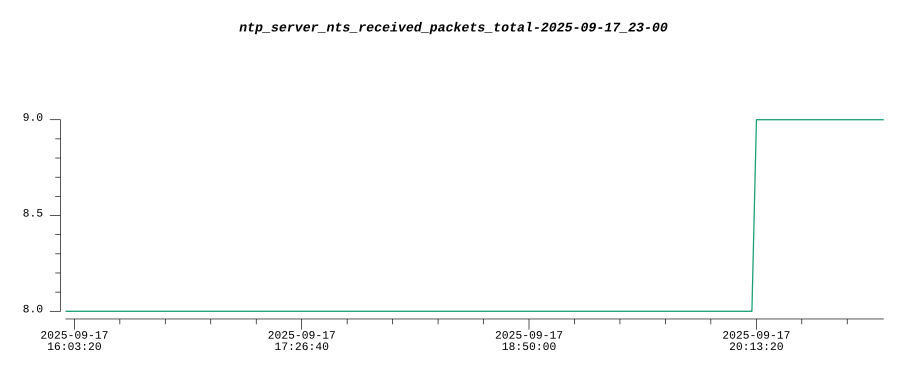 ntp_server_nts_received_packets_total-2025-09-17_23-00
9.0
8.5
8.0
2025-09-17 2025-09-17 2025-09-17 2025-09-17
16:03:20 17:26:40 18:50:00 20:13:20